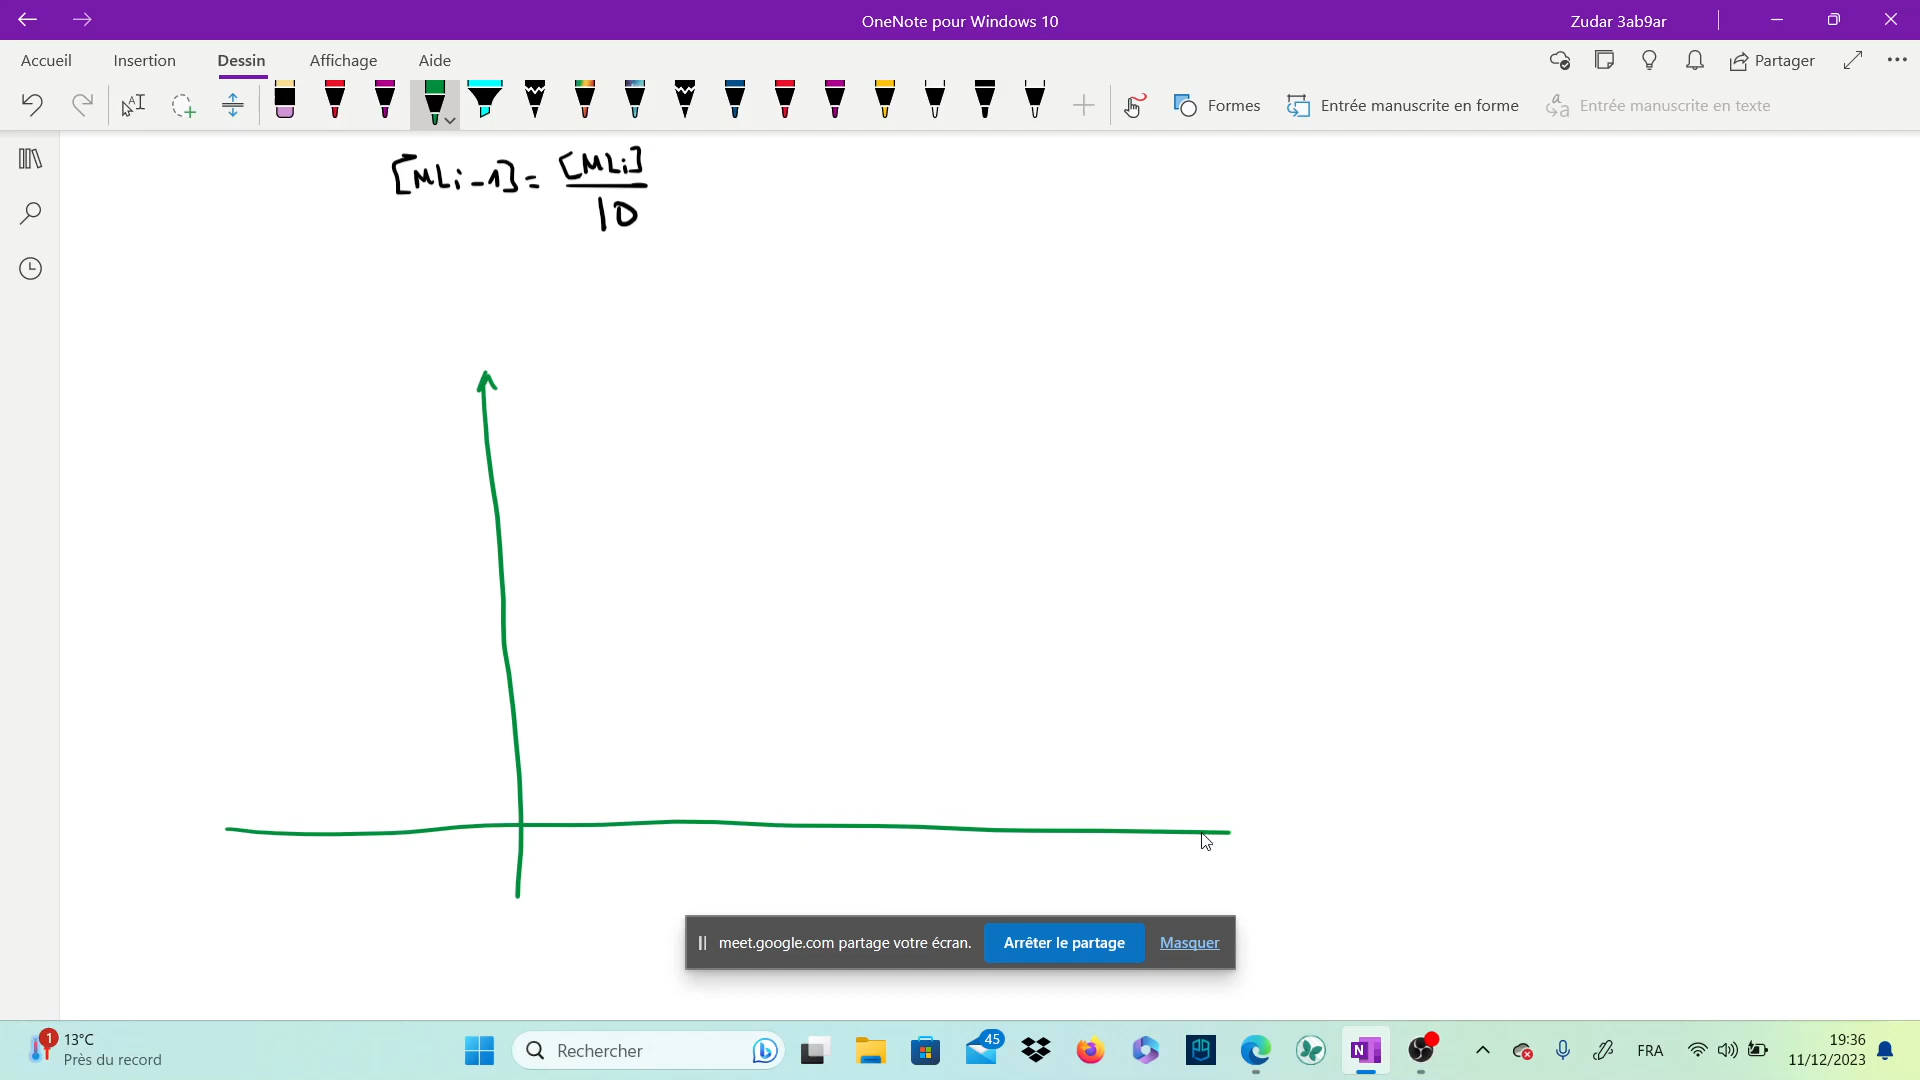 OneNote pour Windows 10
Zudar 3ab9ar
Accueil
Insertion
Dessin
Affichage
Aide
Partager
Formes
Entrée manuscrite en forme
Entrée manuscrite en texte
[MLi-1] = [MLi]
10
meet.google.com partage votre écran.
Arrêter le partage
Masquer
1
13°C
Près du record
Rechercher
45
FRA
19:36
11/12/2023